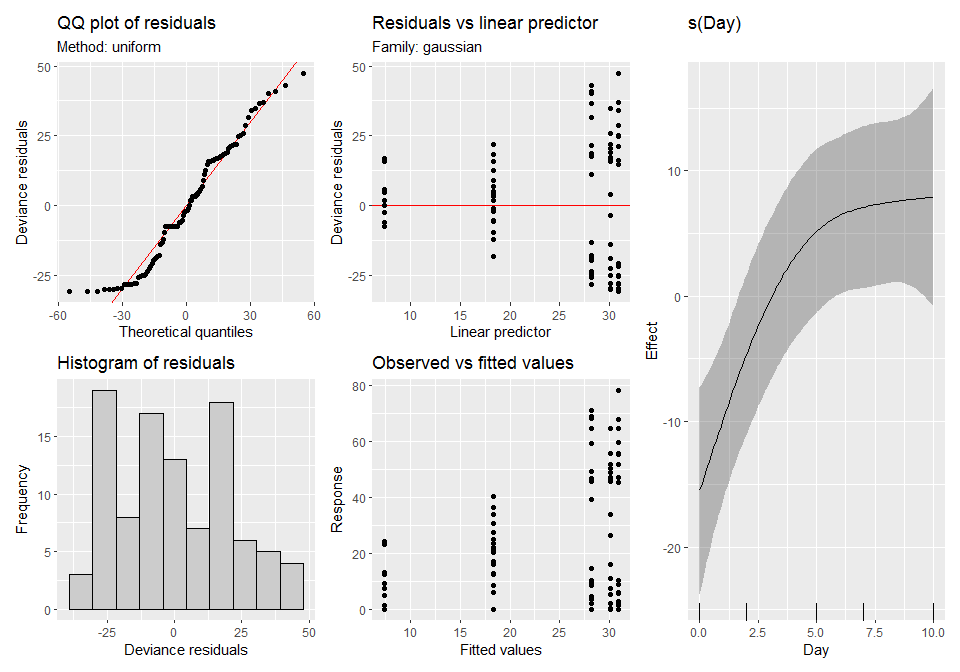 QQ plot of residuals
Method: uniform
50
25
0
-25
Deviance residuals
-60
-30
0
30
60
Theoretical quantiles
Residuals vs linear predictor
Family: gaussian
50
25
0
-25
Deviance residuals
10
15
20
25
30
Linear predictor
Histogram of residuals
15
10
5
0
Frequency
-25
0
25
50
Deviance residuals
Observed vs fitted values
80
60
40
20
0
Response
10
15
20
25
30
Fitted values
s(Day)
10
0
-10
-20
Effect
0.0
2.5
5.0
7.5
10.0
Day